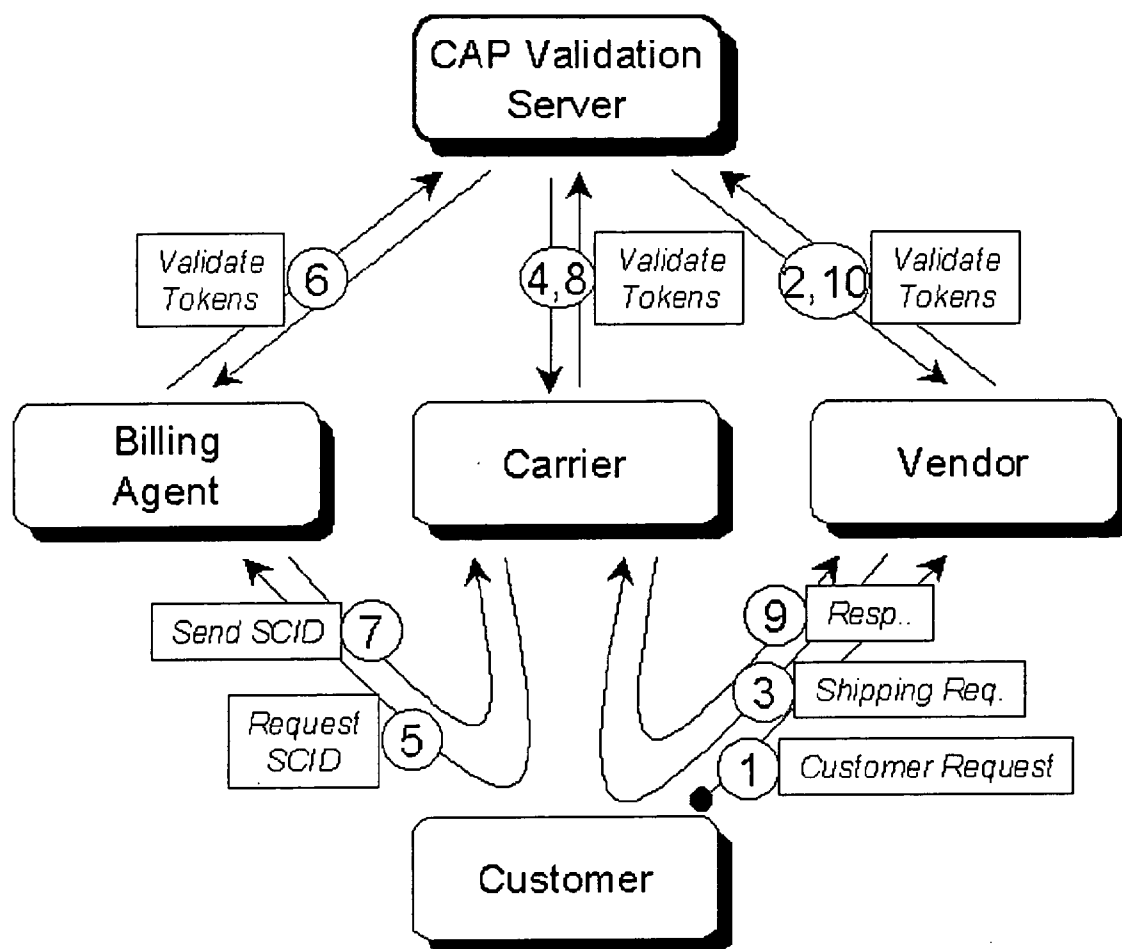 CAP Validation
Server
Validate
Tokens
6
4,8
Validate
Tokens
2,10
Validate
Tokens
Billing
Agent
Carrier
Vendor
Send SCID
7
9
Resp..
3
Shipping Req.
Request
SCID
5
1
Customer Request
Customer